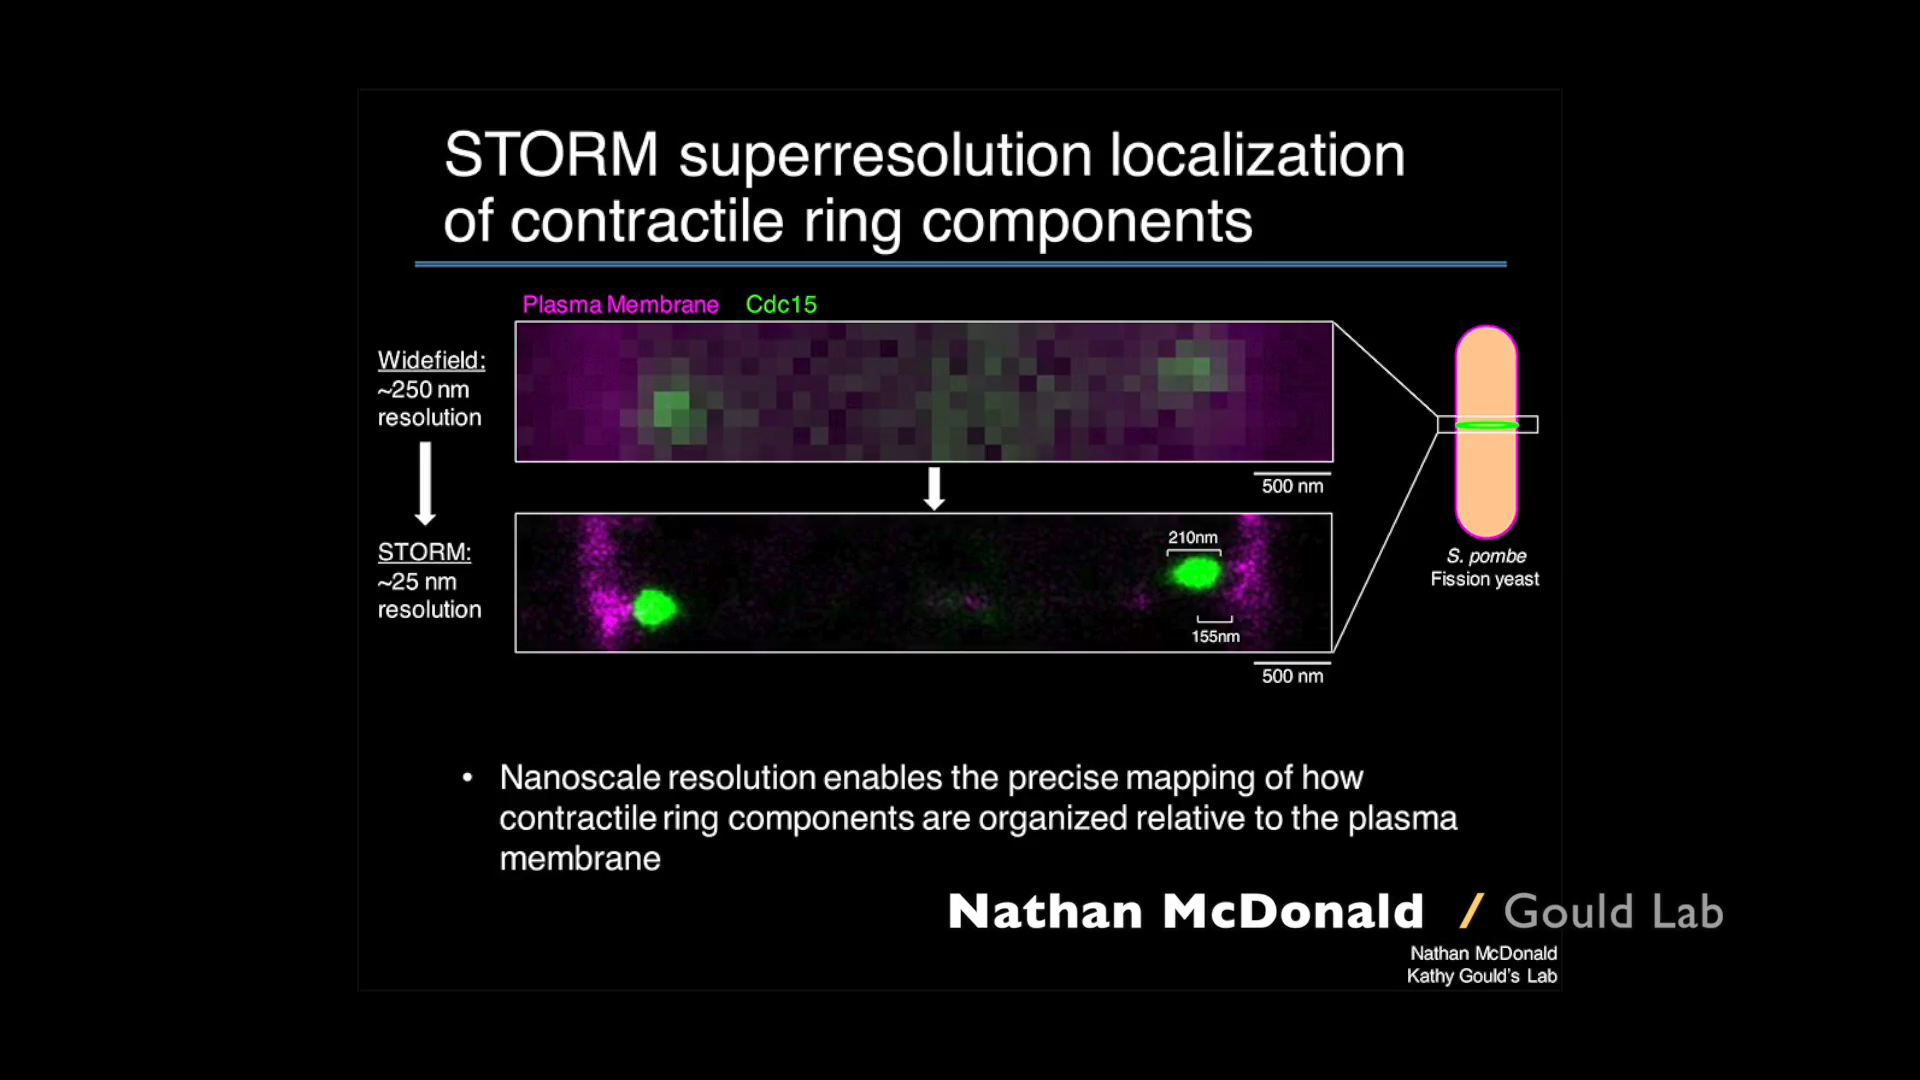 STORM superresolution localization
of contractile ring components
Plasma Membrane Cdc15
Widefield:
~250 nm
resolution
500 nm
STORM:
~25 nm
resolution
210nm
155nm
500 nm
S. pombe
Fission yeast
• Nanoscale resolution enables the precise mapping of how
contractile ring components are organized relative to the plasma
membrane
Nathan McDonald / Gould Lab
Nathan McDonald
Kathy Gould's Lab